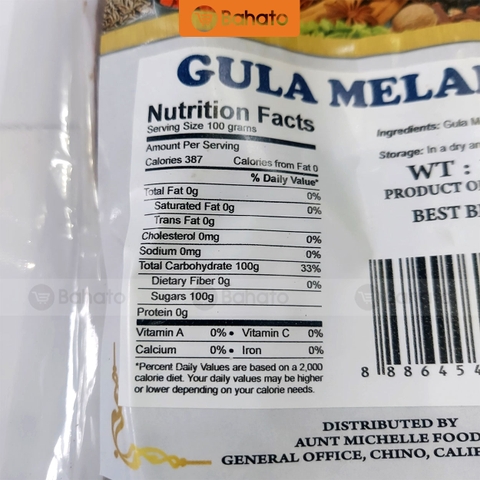 Bahato
GULA MELA
Nutrition Facts
Serving Size 100 grams
Amount Per Serving
Calories 387 Calories from Fat 0
% Daily Value*
Total Fat 0g 0%
Saturated Fat 0g 0%
Trans Fat 0g
Cholesterol 0mg 0%
Sodium 0mg 0%
Total Carbohydrate 100g 33%
Dietary Fiber 0g 0%
Sugars 100g
Protein 0g
Vitamin A 0% • Vitamin C 0%
Calcium 0% • Iron 0%
*Percent Daily Values are based on a 2,000
calorie diet. Your daily values may be higher
or lower depending on your calorie needs.
Ingredients: Gula M
Storage: In a dry an
WT :
PRODUCT O
BEST B
8 88645 4
DISTRIBUTED BY
AUNT MICHELLE FOOD
GENERAL OFFICE, CHINO, CALIF
Bahato Bahato Bahato